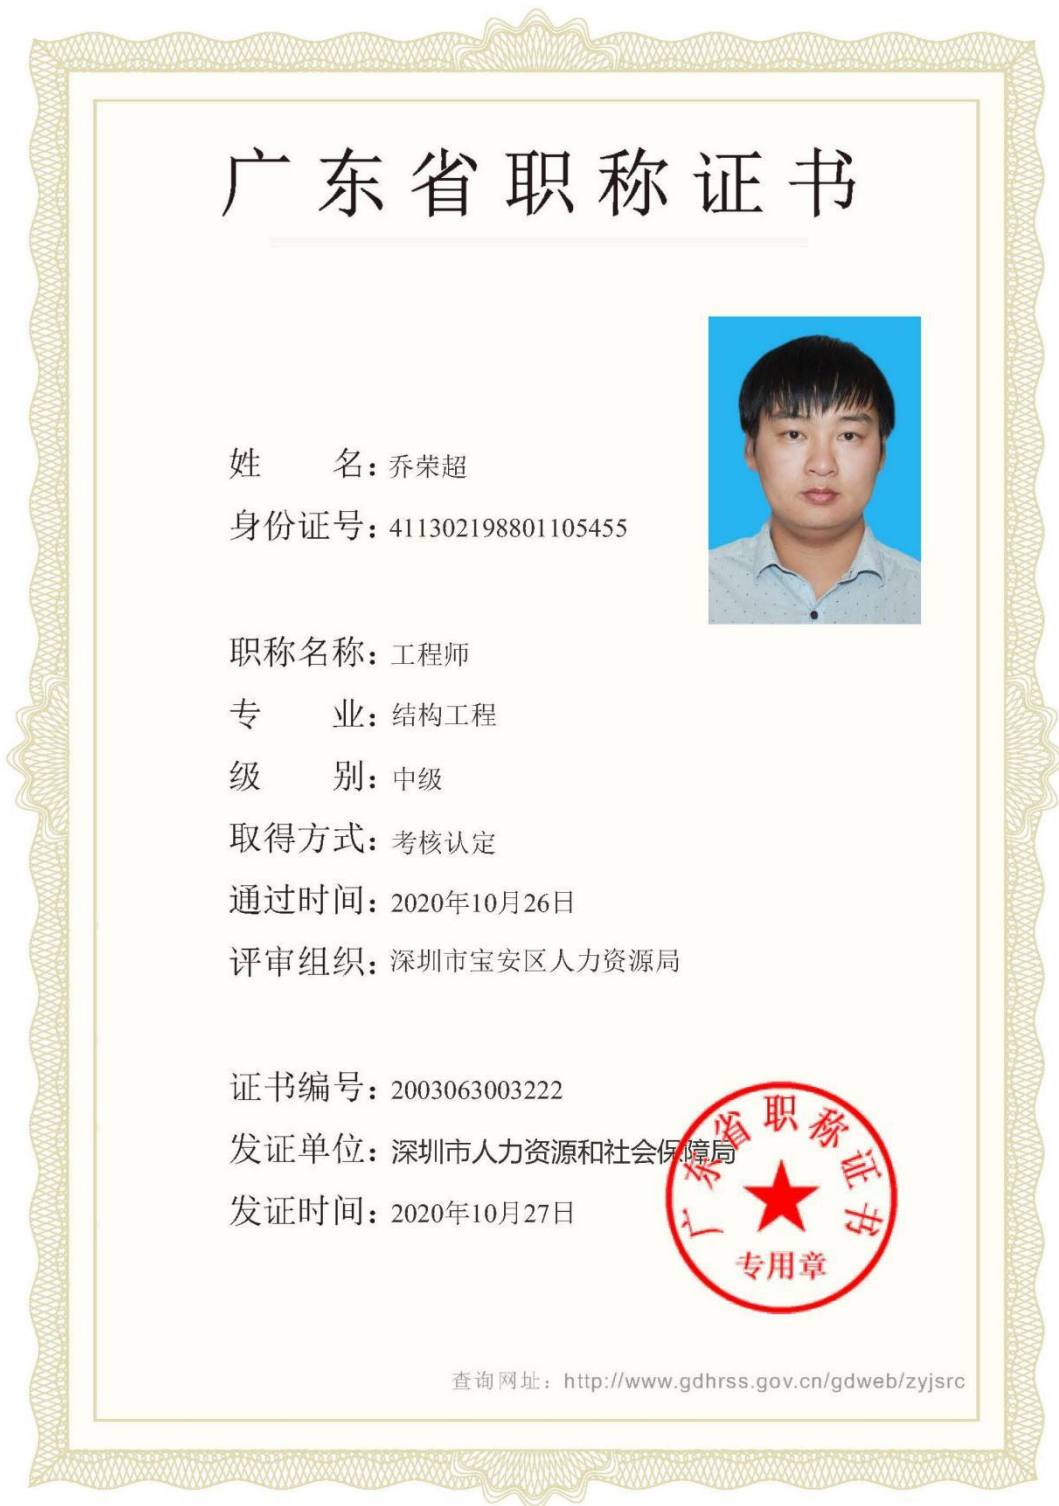 广东省职称证书
姓 名：乔荣超
身份证号：411302198801105455
职称名称：工程师
专 业：结构工程
级 别：中级
取得方式：考核认定
通过时间：2020年10月26日
评审组织：深圳市宝安区人力资源局
证书编号：2003063003222
发证单位：深圳市人力资源和社会保障局
发证时间：2020年10月27日
广东省职称证书
专用章
查询网址：http://www.gdhrss.gov.cn/gdweb/zyjsrc